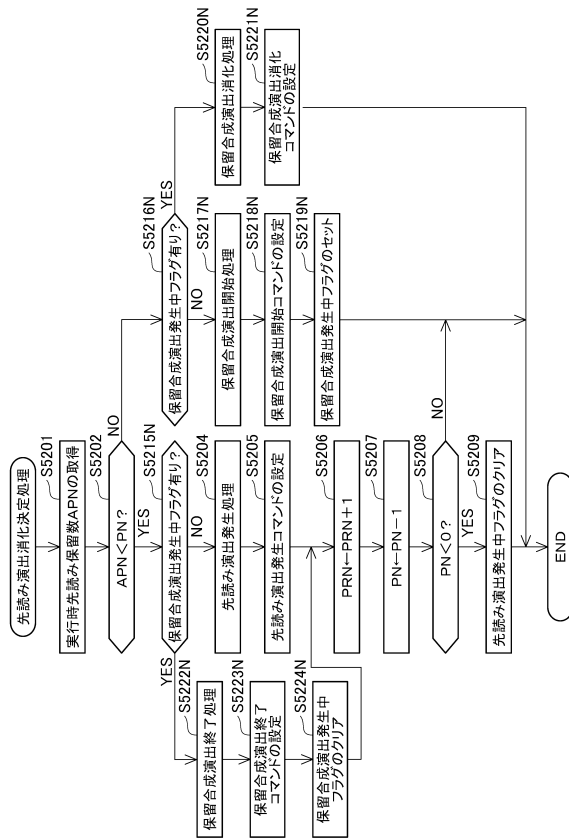 先読み演出消化決定処理
S5201
実行時先読み保留数APNの取得
S5202
APN<PN?
NO
YES
S5215N
保留合成演出発生中フラグ有り?
YES
NO
S5204
先読み演出発生処理
S5205
先読み演出発生コマンドの設定
S5206
PRN←PRN+1
S5207
PN←PN-1
S5208
PN<0?
NO
YES
S5209
先読み演出発生中フラグのクリア
END
S5222N
保留合成演出終了処理
S5223N
保留合成演出終了
コマンドの設定
S5224N
保留合成演出発生中
フラグのクリア
S5216N
保留合成演出発生中フラグ有り?
YES
NO
S5217N
保留合成演出開始処理
S5218N
保留合成演出開始コマンドの設定
S5219N
保留合成演出発生中フラグのセット
S5220N
保留合成演出消化処理
S5221N
保留合成演出消化
コマンドの設定